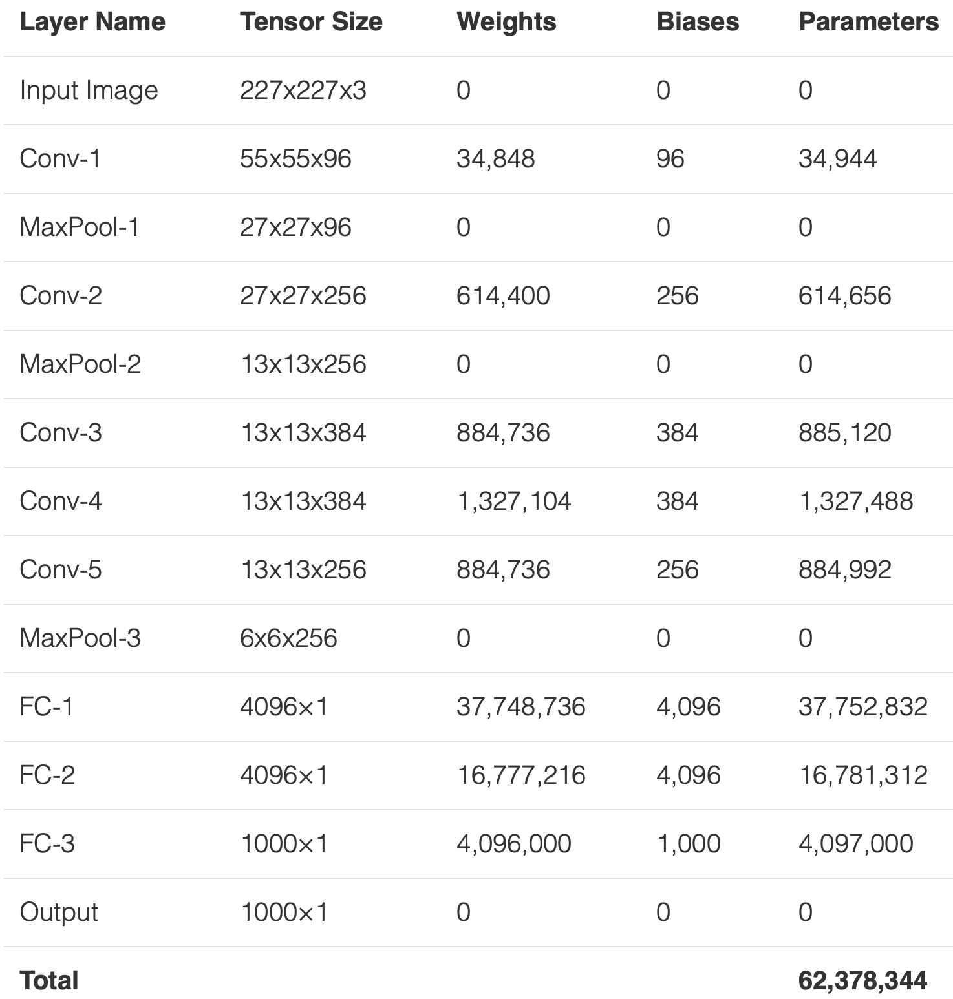 Layer Name Tensor Size Weights Biases Parameters
Input Image 227x227x3 0 0 0
Conv-1 55x55x96 34,848 96 34,944
MaxPool-1 27x27x96 0 0 0
Conv-2 27x27x256 614,400 256 614,656
MaxPool-2 13x13x256 0 0 0
Conv-3 13x13x384 884,736 384 885,120
Conv-4 13x13x384 1,327,104 384 1,327,488
Conv-5 13x13x256 884,736 256 884,992
MaxPool-3 6x6x256 0 0 0
FC-1 4096×1 37,748,736 4,096 37,752,832
FC-2 4096×1 16,777,216 4,096 16,781,312
FC-3 1000×1 4,096,000 1,000 4,097,000
Output 1000×1 0 0 0
Total 62,378,344